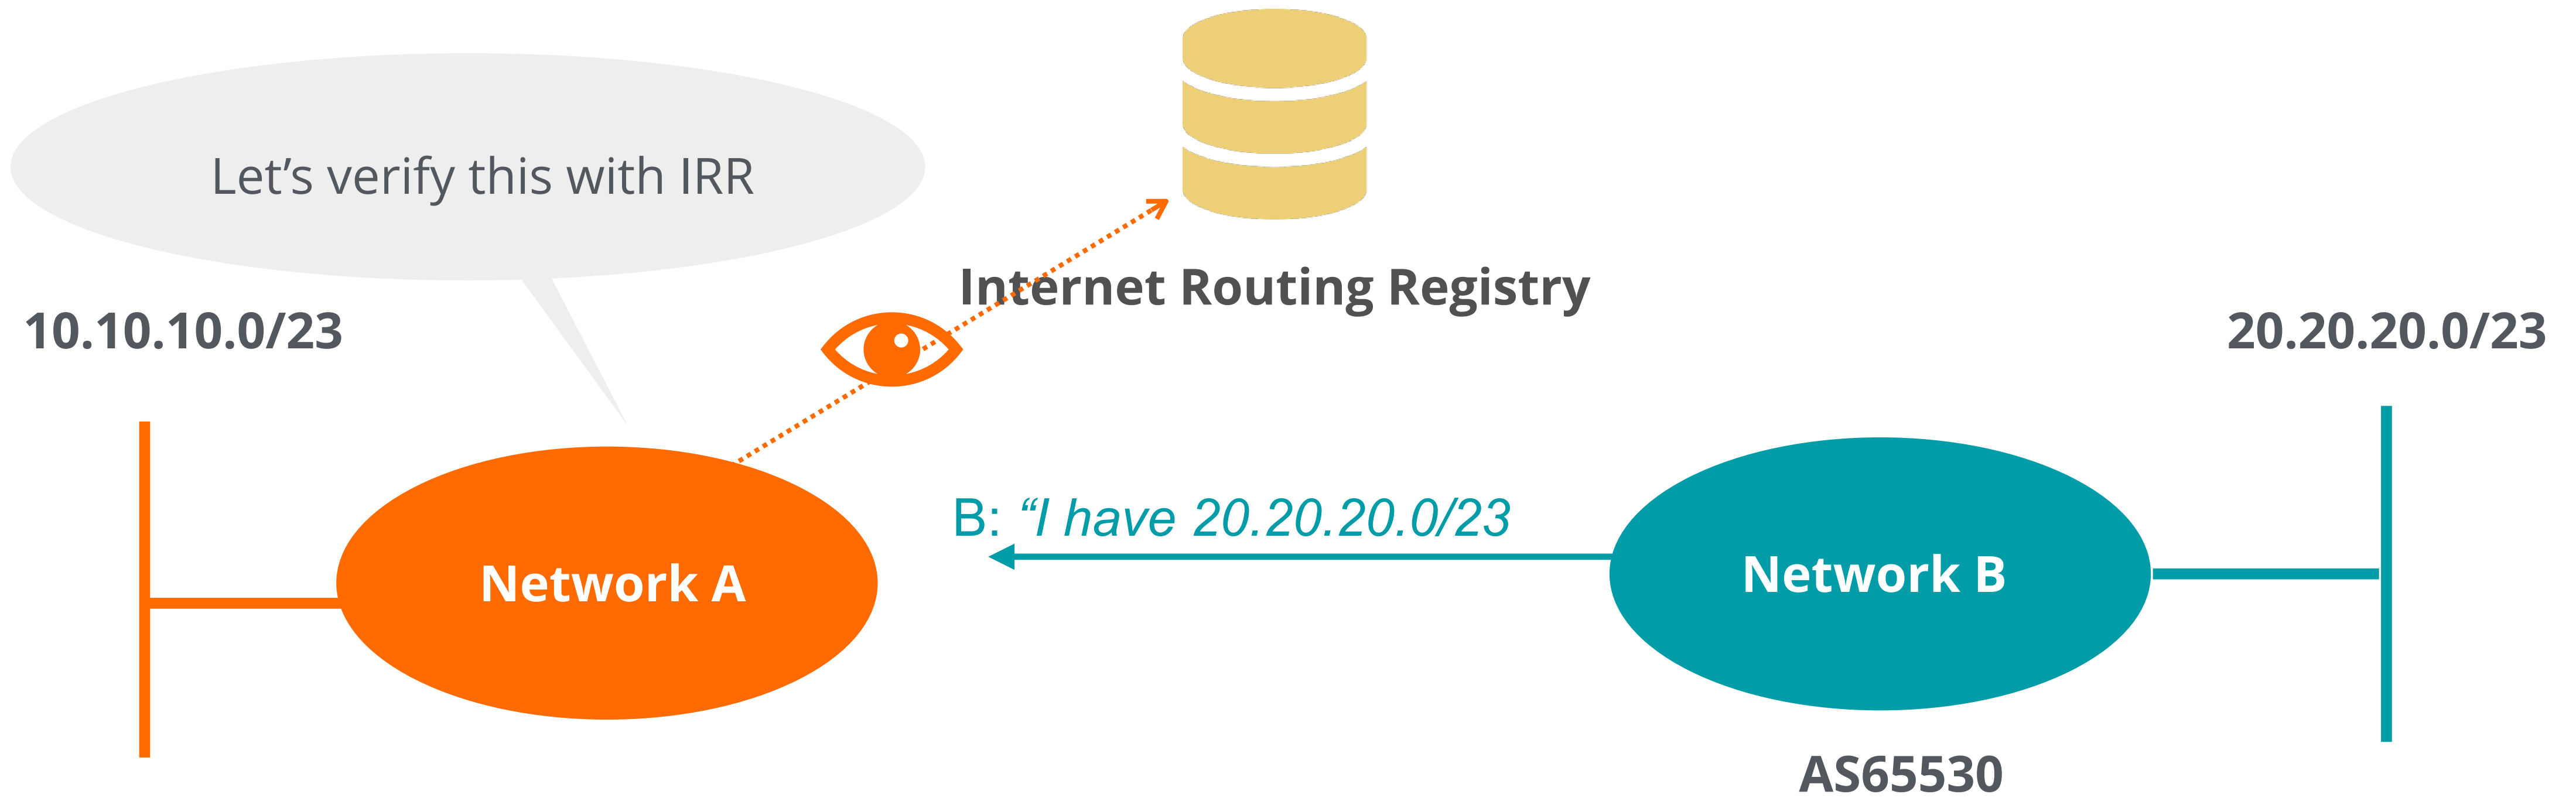 Let’s verify this with IRR
Internet Routing Registry
10.10.10.0/23
20.20.20.0/23
B: “I have 20.20.20.0/23
Network A
Network B
AS65530